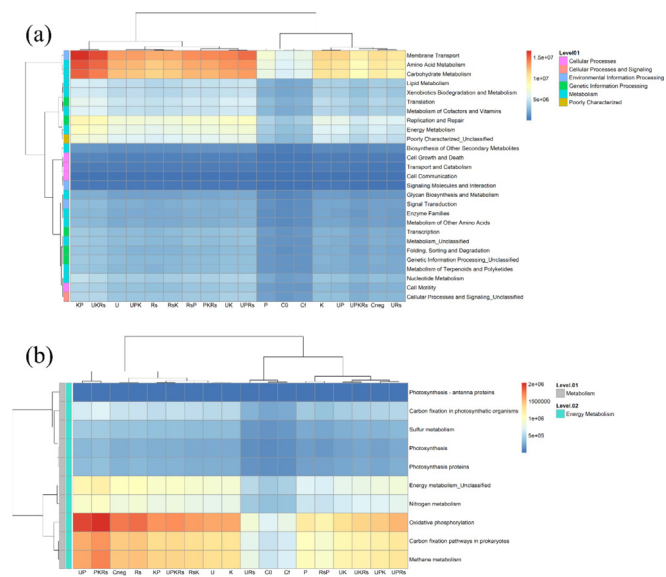 (a)
Membrane Transport
Amino Acid Metabolism
Carbohydrate Metabolism
Lipid Metabolism
Xenobiotics Biodegradation and Metabolism
Translation
Metabolism of Cofactors and Vitamins
Replication and Repair
Energy Metabolism
Poorly Characterized_Unclassified
Biosynthesis of Other Secondary Metabolites
Cell Growth and Death
Transport and Catabolism
Cell Communication
Signaling Molecules and Interaction
Glycan Biosynthesis and Metabolism
Signal Transduction
Enzyme Families
Metabolism of Other Amino Acids
Transcription
Metabolism_Unclassified
Folding, Sorting and Degradation
Genetic Information Processing_Unclassified
Metabolism of Terpenoids and Polyketides
Nucleotide Metabolism
Cell Motility
Cellular Processes and Signaling_Unclassified
KP UKRs U UPK Rs RsK RsP PKRs UK UPRs P C0 Cf K UP UPKRs Cneg URs
1.5e+07
1e+07
5e+06
Level01
Cellular Processes
Cellular Processes and Signaling
Environmental Information Processing
Genetic Information Processing
Metabolism
Poorly Characterized
(b)
Photosynthesis - antenna proteins
Carbon fixation in photosynthetic organisms
Sulfur metabolism
Photosynthesis
Photosynthesis proteins
Energy metabolism_Unclassified
Nitrogen metabolism
Oxidative phosphorylation
Carbon fixation pathways in prokaryotes
Methane metabolism
UP PKRs Cneg Rs KP UPKRs RsK U K URs C0 Cf P RsP UK UKRs UPK UPRs
2e+06
1500000
5e+05
Level.01
Metabolism
Level.02
Energy Metabolism